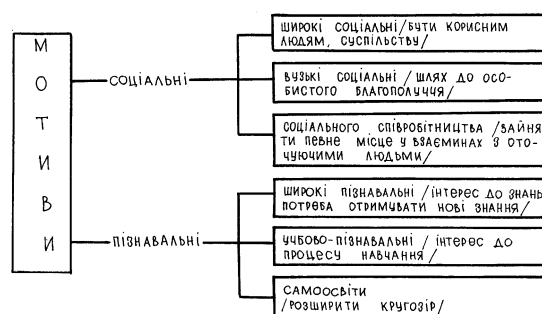 МОТИВИ
СОЦІАЛЬНІ
ШИРОКІ СОЦІАЛЬНІ /БУТИ КОРИСНИМ
ЛЮДЯМ, СУСПІЛЬСТВУ/
ВУЗЬКІ СОЦІАЛЬНІ /ШЛЯХ ДО ОСО-
БИСТОГО БЛАГОПОЛУЧЧЯ/
СОЦІАЛЬНОГО СПІВРОБІТНИЦТВА /ЗАЙНЯ
ТИ ПЕВНЕ МІСЦЕ У ВЗАЄМИНАХ З ОТО-
ЧУЮЧИМИ ЛЮДЬМИ/
ПІЗНАВАЛЬНІ
ШИРОКІ ПІЗНАВАЛЬНІ /ІНТЕРЕС ДО ЗНАНЬ
ПОТРЕБА ОТРИМУВАТИ НОВІ ЗНАННЯ/
УЧБОВО-ПІЗНАВАЛЬНІ /ІНТЕРЕС ДО
ПРОЦЕСУ НАВЧАННЯ/
САМООСВІТИ
/РОЗШИРИТИ КРУГОЗІР/